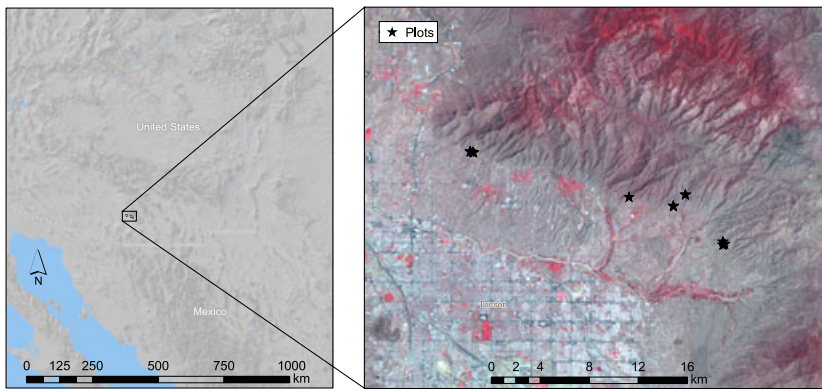 United States
N
Mexico
0 125 250 500 750 1000
km
★ Plots
Tucson
0 2 4 8 12 16
km